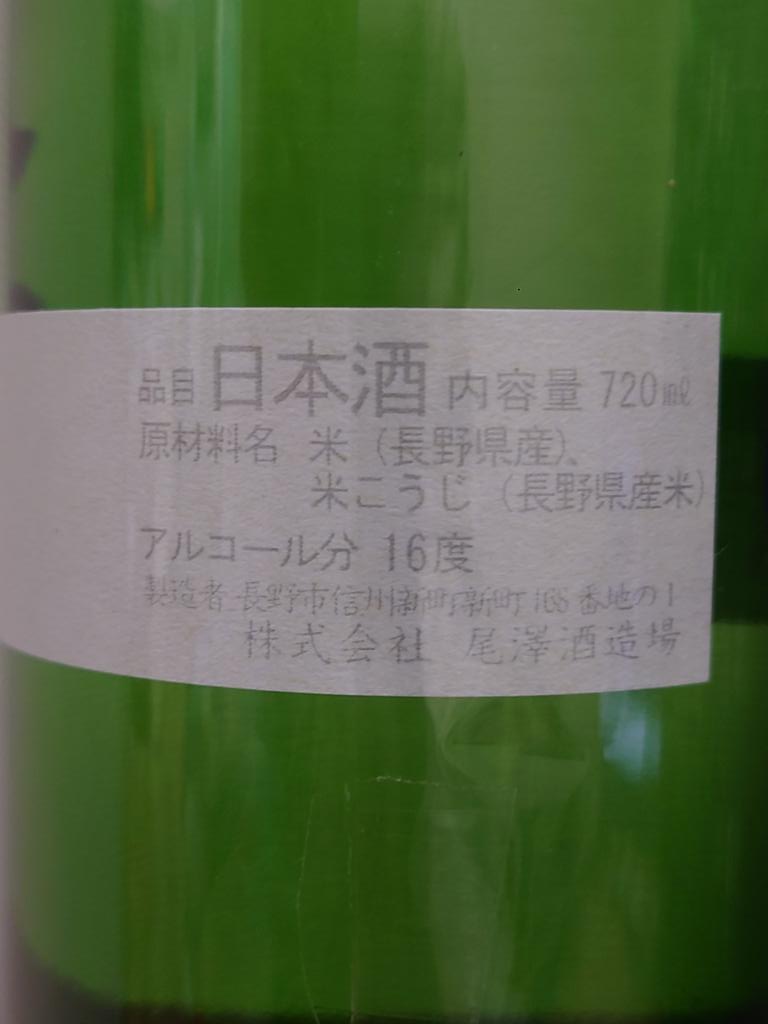 品目 日本酒 内容量 720ml
原材料名 米 (長野県産)、
米こうじ (長野県産米)
アルコール分 16度
製造者 長野市信州新町新町168番地の1
株式会社 尾澤酒造場